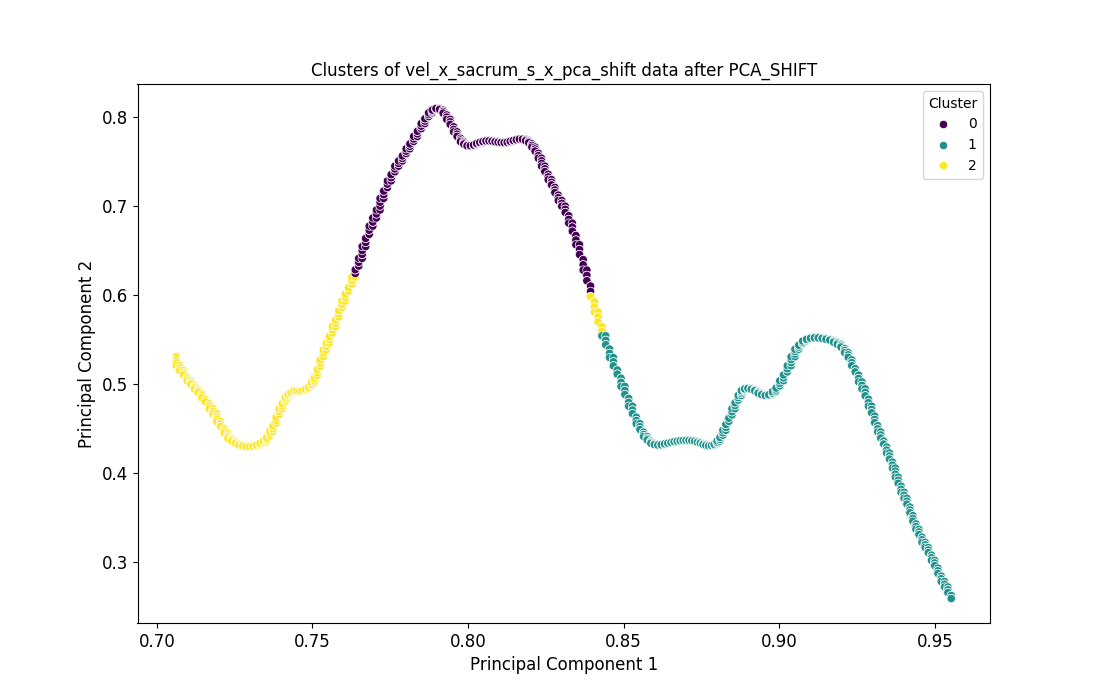 Clusters of vel_x_sacrum_s_x_pca_shift data after PCA_SHIFT
Cluster
0
1
2
Principal Component 2
0.8
0.7
0.6
0.5
0.4
0.3
0.70 0.75 0.80 0.85 0.90 0.95
Principal Component 1